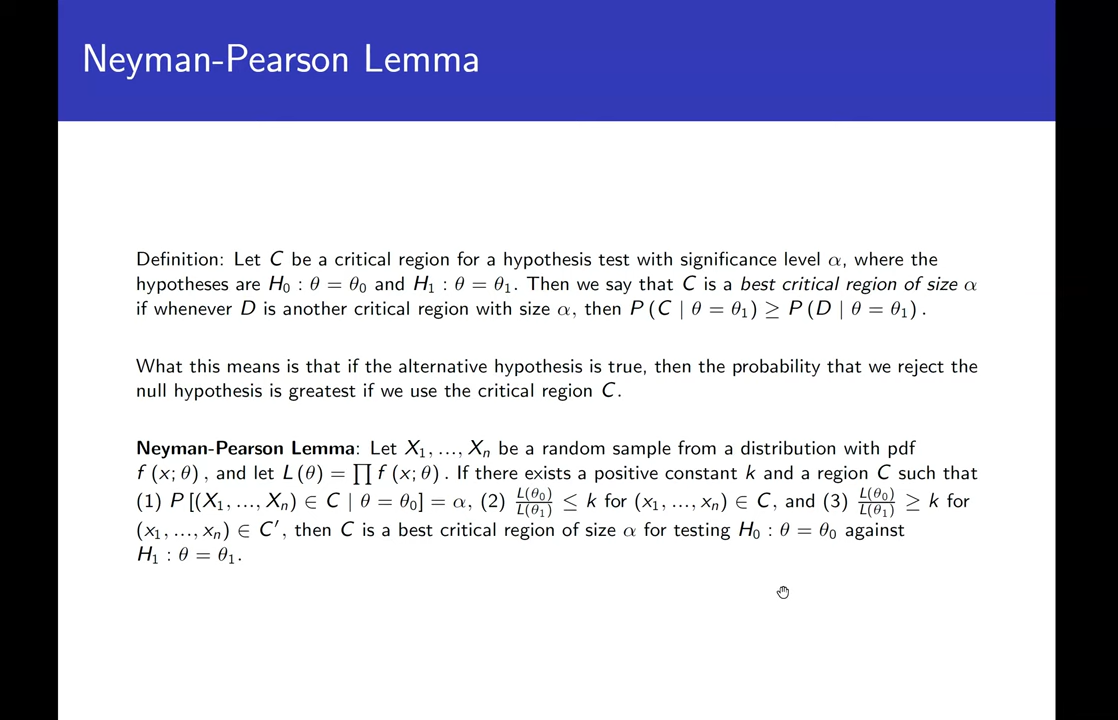 Neyman-Pearson Lemma
Definition: Let C be a critical region for a hypothesis test with significance level α, where the
hypotheses are H₀ : θ = θ₀ and H₁ : θ = θ₁. Then we say that C is a best critical region of size α
if whenever D is another critical region with size α, then P (C | θ = θ₁) ≥ P (D | θ = θ₁) .
What this means is that if the alternative hypothesis is true, then the probability that we reject the
null hypothesis is greatest if we use the critical region C.
Neyman-Pearson Lemma: Let X₁, ..., Xₙ be a random sample from a distribution with pdf
f (x; θ) , and let L (θ) = ∏ f (x; θ) . If there exists a positive constant k and a region C such that
(1) P [(X₁, ..., Xₙ) ∈ C | θ = θ₀] = α, (2) L(θ₀)/L(θ₁) ≤ k for (x₁, ..., xₙ) ∈ C, and (3) L(θ₀)/L(θ₁) ≥ k for
(x₁, ..., xₙ) ∈ C′, then C is a best critical region of size α for testing H₀ : θ = θ₀ against
H₁ : θ = θ₁.